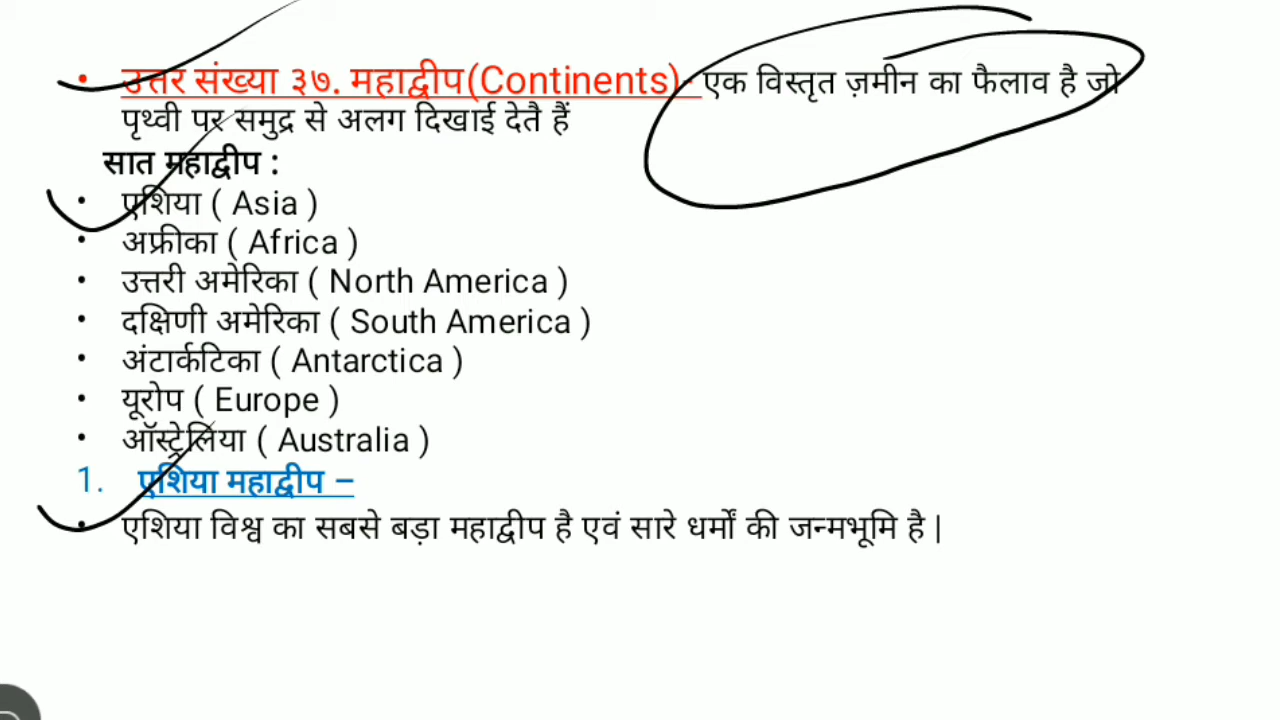 • उत्तर संख्या ३७. महाद्वीप(Continents)- एक विस्तृत ज़मीन का फैलाव है जो
पृथ्वी पर समुद्र से अलग दिखाई देतै हैं
सात महाद्वीप :
• एशिया ( Asia )
• अफ्रीका ( Africa )
• उत्तरी अमेरिका ( North America )
• दक्षिणी अमेरिका ( South America )
• अंटार्कटिका ( Antarctica )
• यूरोप ( Europe )
• ऑस्ट्रेलिया ( Australia )
1. एशिया महाद्वीप –
• एशिया विश्व का सबसे बड़ा महाद्वीप है एवं सारे धर्मों की जन्मभूमि है |